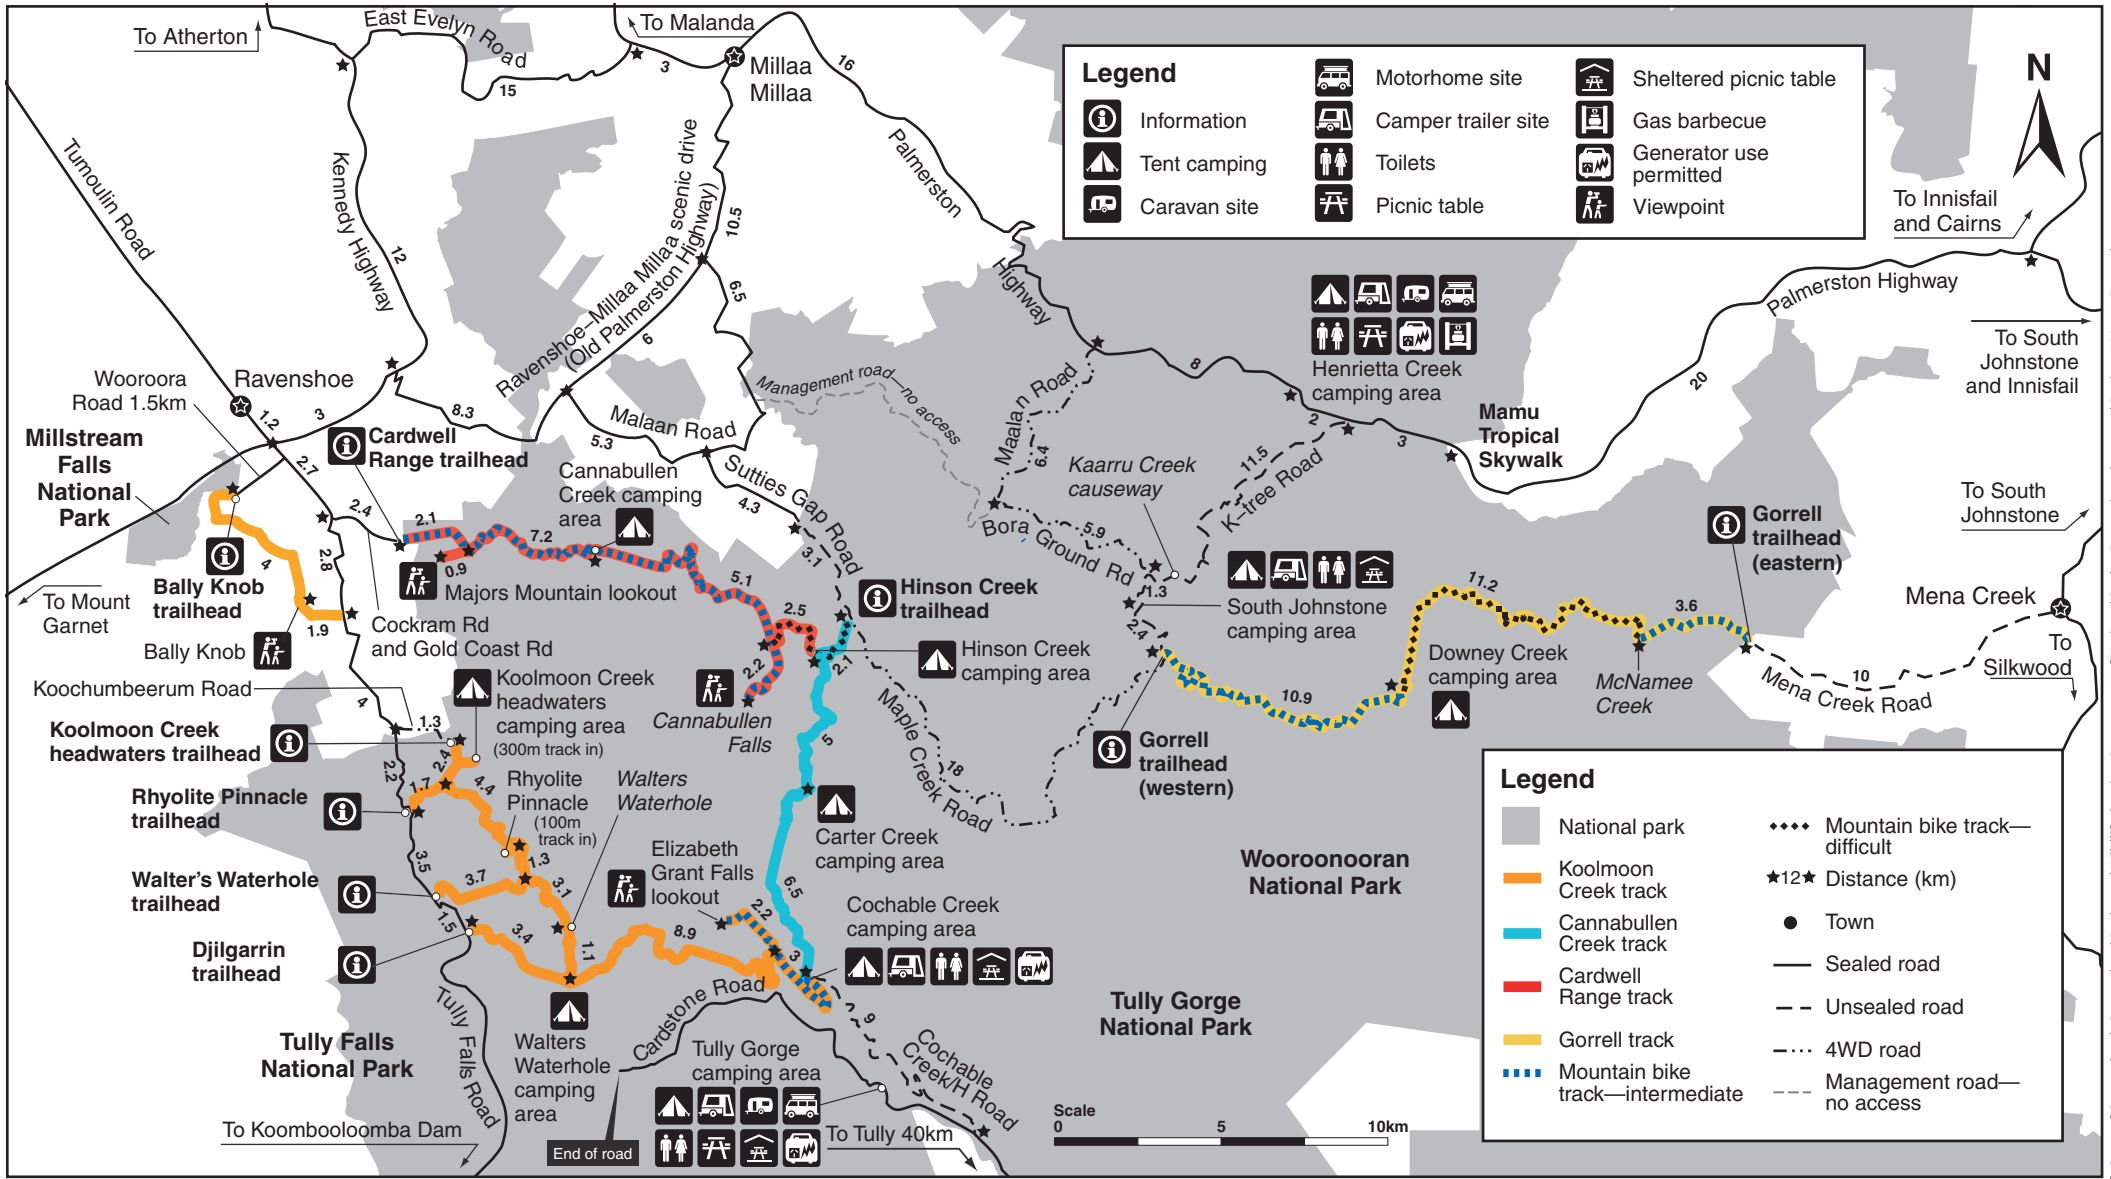 To Atherton
East Evelyn Road
To Malanda
15
3
Millaa
Millaa
16
Palmerston
Highway
Tumoulin Road
Kennedy Highway
12
Ravenshoe–Millaa Millaa scenic drive
(Old Palmerston Highway)
10.5
6.5
6
Legend
Information
Tent camping
Caravan site
Motorhome site
Camper trailer site
Toilets
Picnic table
Sheltered picnic table
Gas barbecue
Generator use
permitted
Viewpoint
N
To Innisfail
and Cairns
Palmerston Highway
To South
Johnstone
and Innisfail
20
Wooroora
Road 1.5km
Ravenshoe
1.2
3
8.3
Millstream
Falls
National
Park
2.7
Cardwell
Range trailhead
5.3
Malaan Road
Management road—no access
Maalan Road
6.4
8
Henrietta Creek
camping area
2
3
Mamu
Tropical
Skywalk
11.5
K–tree Road
Kaarru Creek
causeway
Cannabullen
Creek camping
area
Sutties Gap Road
4.3
3.1
Bora Ground Rd
5.9
To South
Johnstone
Gorrell
trailhead
(eastern)
2.4
2.1
7.2
0.9
Majors Mountain lookout
5.1
2.5
Hinson Creek
trailhead
1.3
South Johnstone
camping area
2.4
11.2
3.6
Mena Creek
To
Silkwood
Bally Knob
trailhead
4
2.8
To Mount
Garnet
1.9
Cockram Rd
and Gold Coast Rd
Bally Knob
2.2
2.1
Hinson Creek
camping area
Downey Creek
camping area
McNamee
Creek
10
Mena Creek Road
Koochumbeerum Road
4
Koolmoon Creek
headwaters
camping area
(300m track in)
Cannabullen
Falls
10.9
Koolmoon Creek
headwaters trailhead
1.3
2.4
2.2
1.7
4.4
5
Maple Creek Road
18
Gorrell
trailhead
(western)
Rhyolite
Pinnacle
(100m
track in)
Walters
Waterhole
Rhyolite Pinnacle
trailhead
Carter Creek
camping area
3.5
1.3
Elizabeth
Grant Falls
lookout
Wooroonooran
National Park
Walter's Waterhole
trailhead
3.7
3.1
6.5
2.2
Cochable Creek
camping area
1.5
Djilgarrin
trailhead
3.4
1.1
8.9
3
Cardstone Road
9
Tully Gorge
National Park
Tully Falls Road
Tully Falls
National Park
Walters
Waterhole
camping
area
Tully Gorge
camping area
Cochable
Creek/H Road
To Koombooloomba Dam
End of road
To Tully 40km
Scale
0
5
10km
Legend
National park
Koolmoon
Creek track
Cannabullen
Creek track
Cardwell
Range track
Gorrell track
Mountain bike
track—intermediate
Mountain bike track—
difficult
12
Distance (km)
Town
Sealed road
Unsealed road
4WD road
Management road—
no access